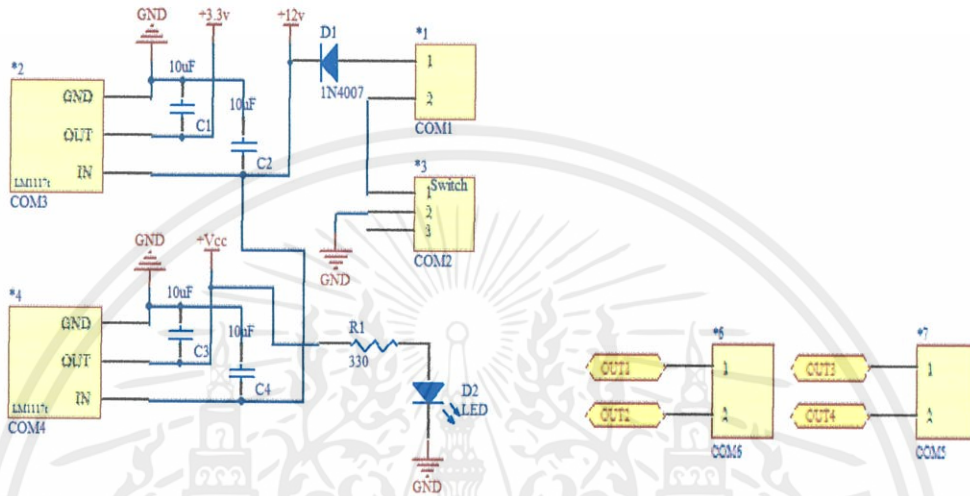 GND
+3.3v
+12v
*2
GND
OUT
IN
LM1117t
COM3
10uF
C1
10uF
C2
D1
1N4007
*1
1
2
COM1
*3
Switch
1
2
3
COM2
GND
GND
+Vcc
*4
GND
OUT
IN
LM1117t
COM4
10uF
C3
10uF
C4
R1
330
D2
LED
GND
OUT1
OUT2
*6
1
2
COM6
OUT3
OUT4
*7
1
2
COM5